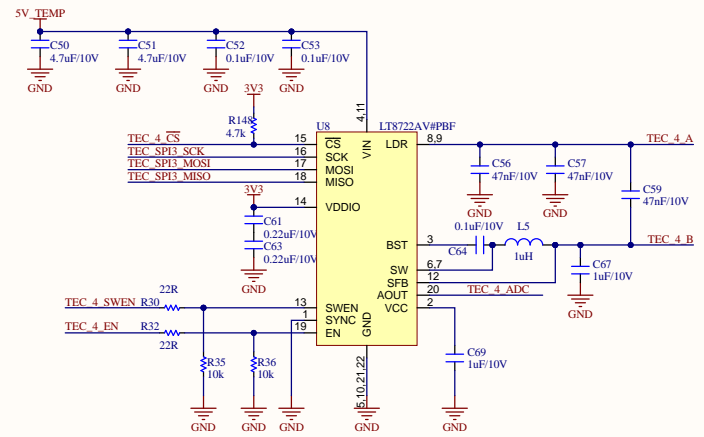 5V_TEMP
C50
4.7uF/10V
C51
4.7uF/10V
C52
0.1uF/10V
C53
0.1uF/10V
GND
GND
GND
GND
3V3
R148
4.7k
4,11
U8
LT8722AV#PBF
TEC_4_CS
15
CS
VIN
LDR
8,9
TEC_4_A
TEC_SPI3_SCK
16
SCK
TEC_SPI3_MOSI
17
MOSI
TEC_SPI3_MISO
18
MISO
C56
47nF/10V
C57
47nF/10V
C59
47nF/10V
GND
GND
3V3
14
VDDIO
C61
0.22uF/10V
C63
0.22uF/10V
GND
BST
3
0.1uF/10V
C64
L5
1uH
TEC_4_B
SW
6,7
SFB
12
C67
1uF/10V
GND
AOUT
20
TEC_4_ADC
VCC
2
22R
TEC_4_SWEN
R30
13
SWEN
1
SYNC
TEC_4_EN
R32
19
EN
GND
22R
R35
10k
R36
10k
5,10,21,22
C69
1uF/10V
GND
GND
GND
GND
GND